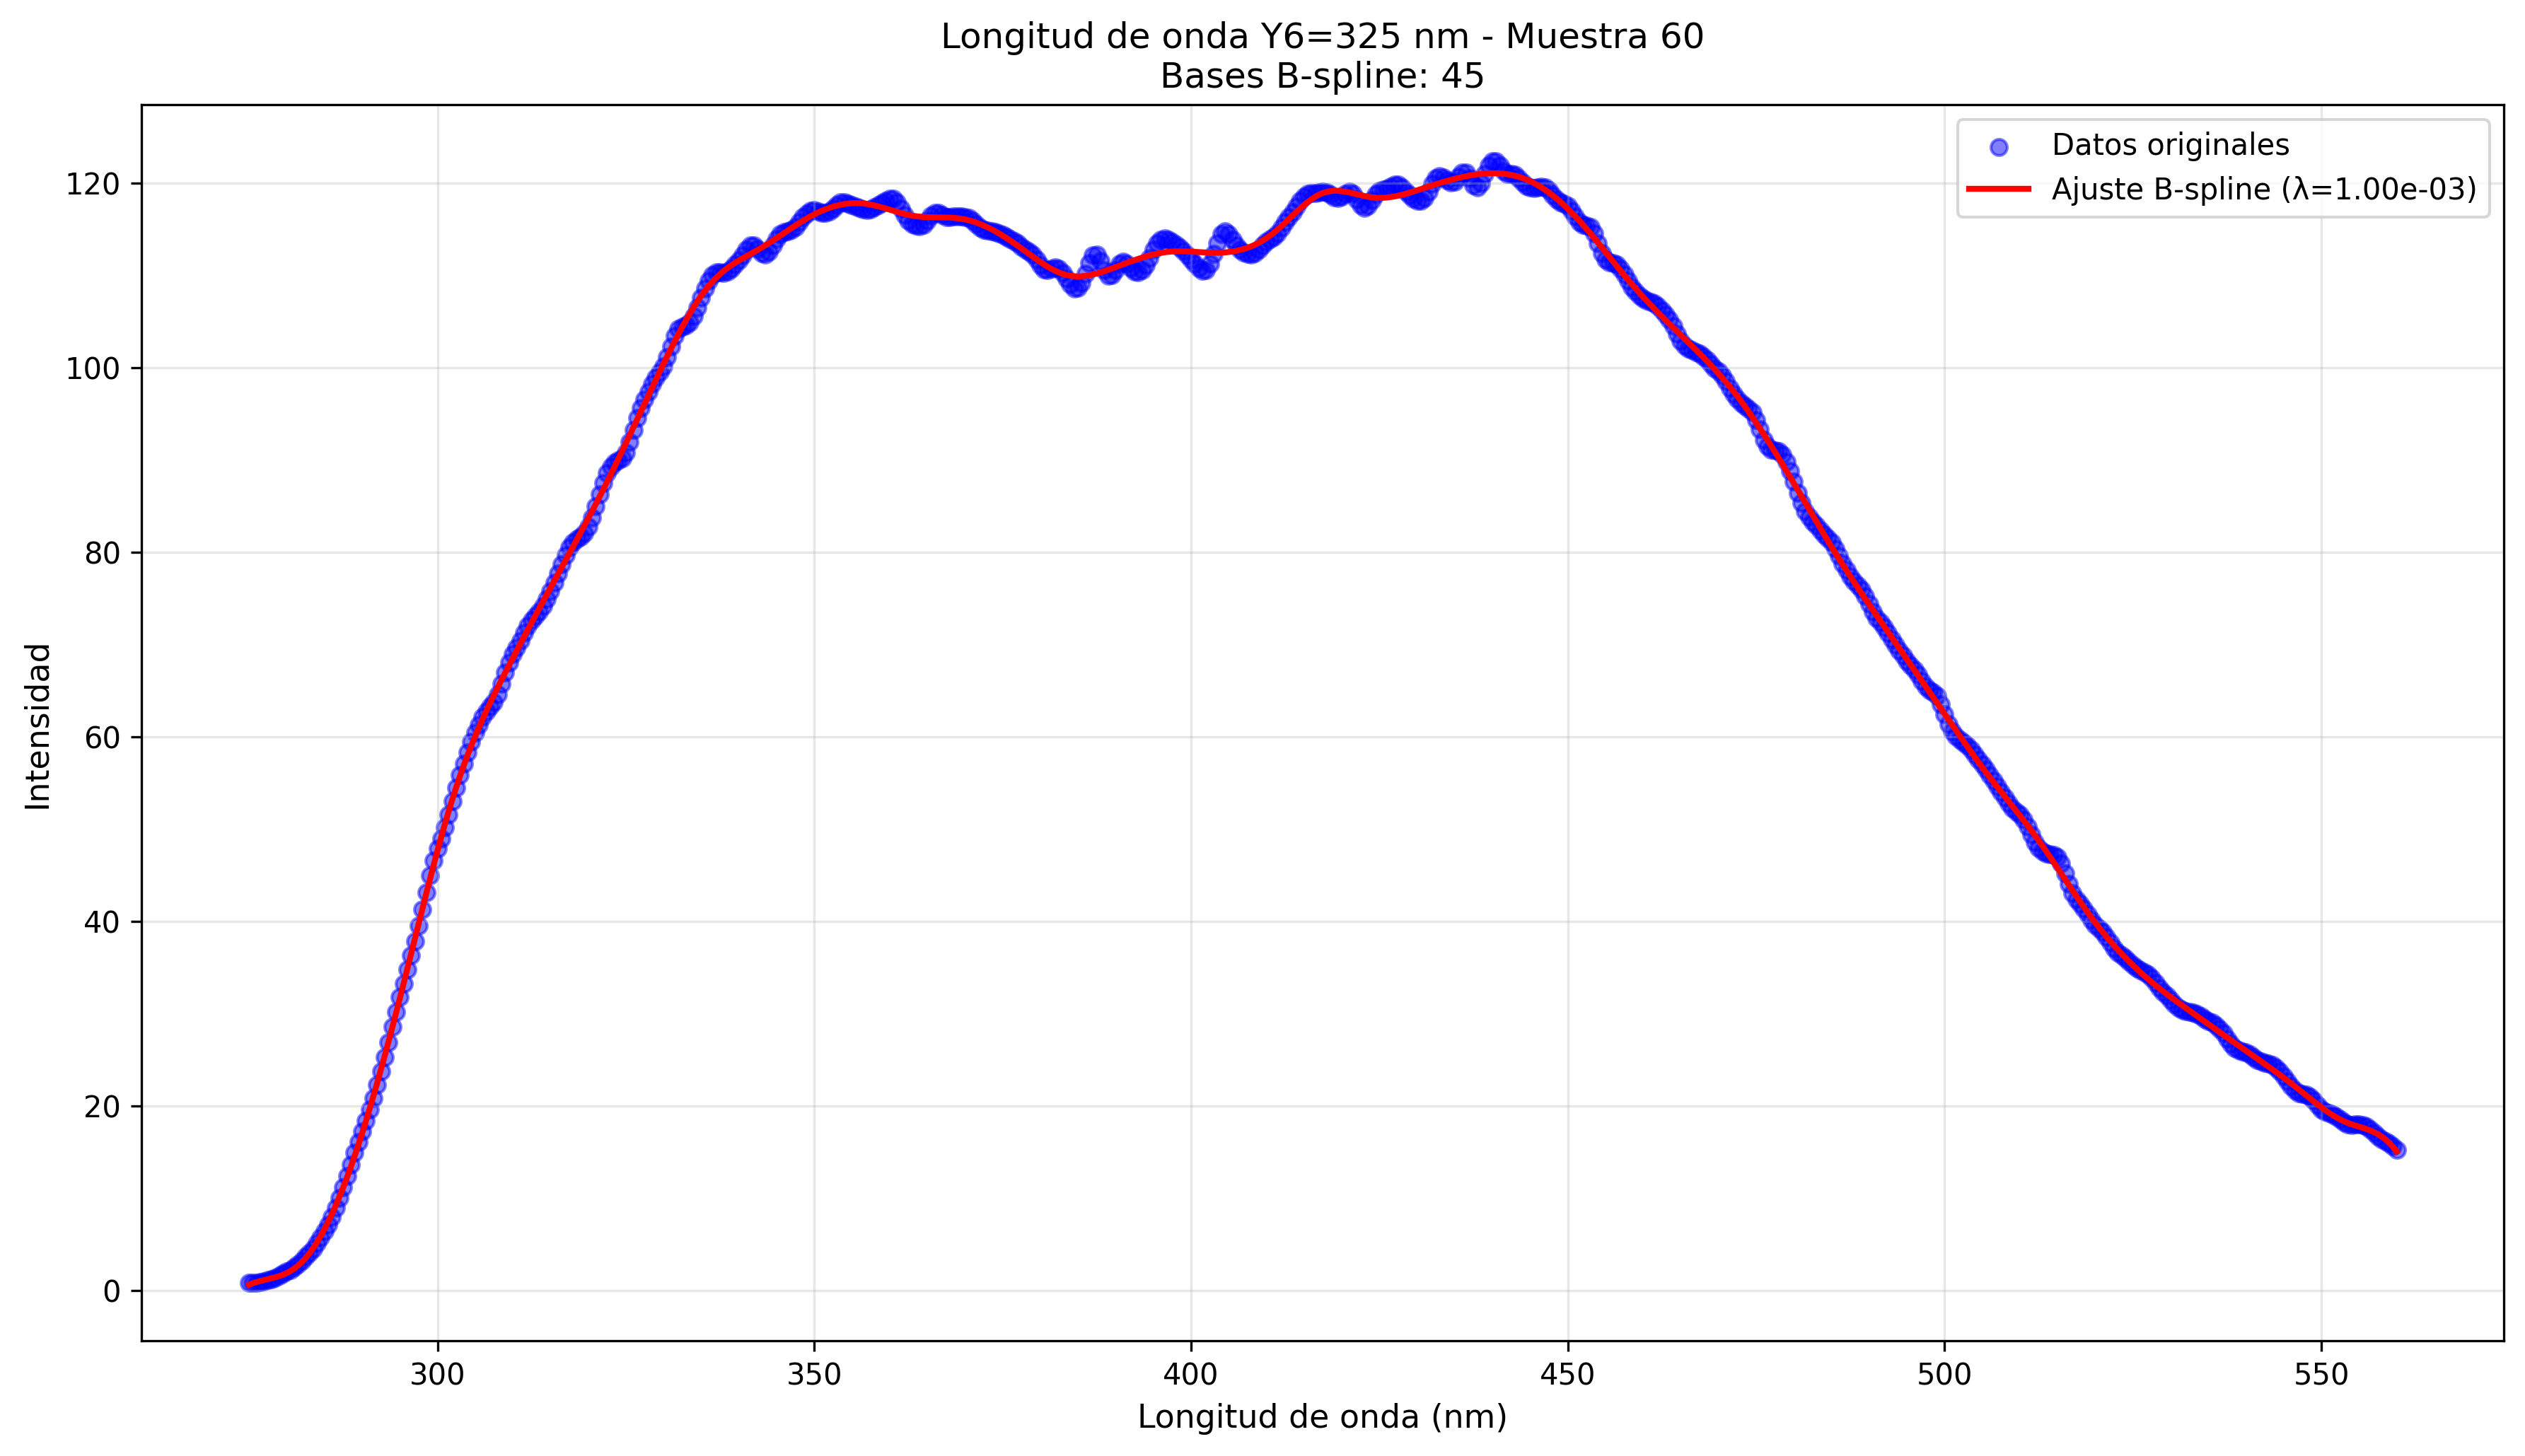 Longitud de onda Y6=325 nm - Muestra 60
Bases B-spline: 45
Datos originales
Ajuste B-spline (λ=1.00e-03)
Intensidad
120
100
80
60
40
20
0
300 350 400 450 500 550
Longitud de onda (nm)